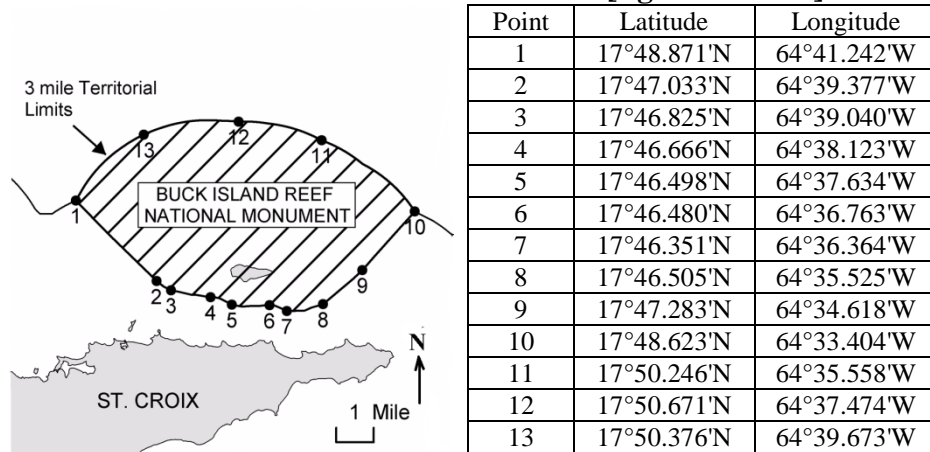 3 mile Territorial
Limits
13
12
11
1
BUCK ISLAND REEF
NATIONAL MONUMENT
10
2
3
4
5
6
7
8
9
N
ST. CROIX
1 Mile
Point Latitude Longitude
1 17°48.871'N 64°41.242'W
2 17°47.033'N 64°39.377'W
3 17°46.825'N 64°39.040'W
4 17°46.666'N 64°38.123'W
5 17°46.498'N 64°37.634'W
6 17°46.480'N 64°36.763'W
7 17°46.351'N 64°36.364'W
8 17°46.505'N 64°35.525'W
9 17°47.283'N 64°34.618'W
10 17°48.623'N 64°33.404'W
11 17°50.246'N 64°35.558'W
12 17°50.671'N 64°37.474'W
13 17°50.376'N 64°39.673'W